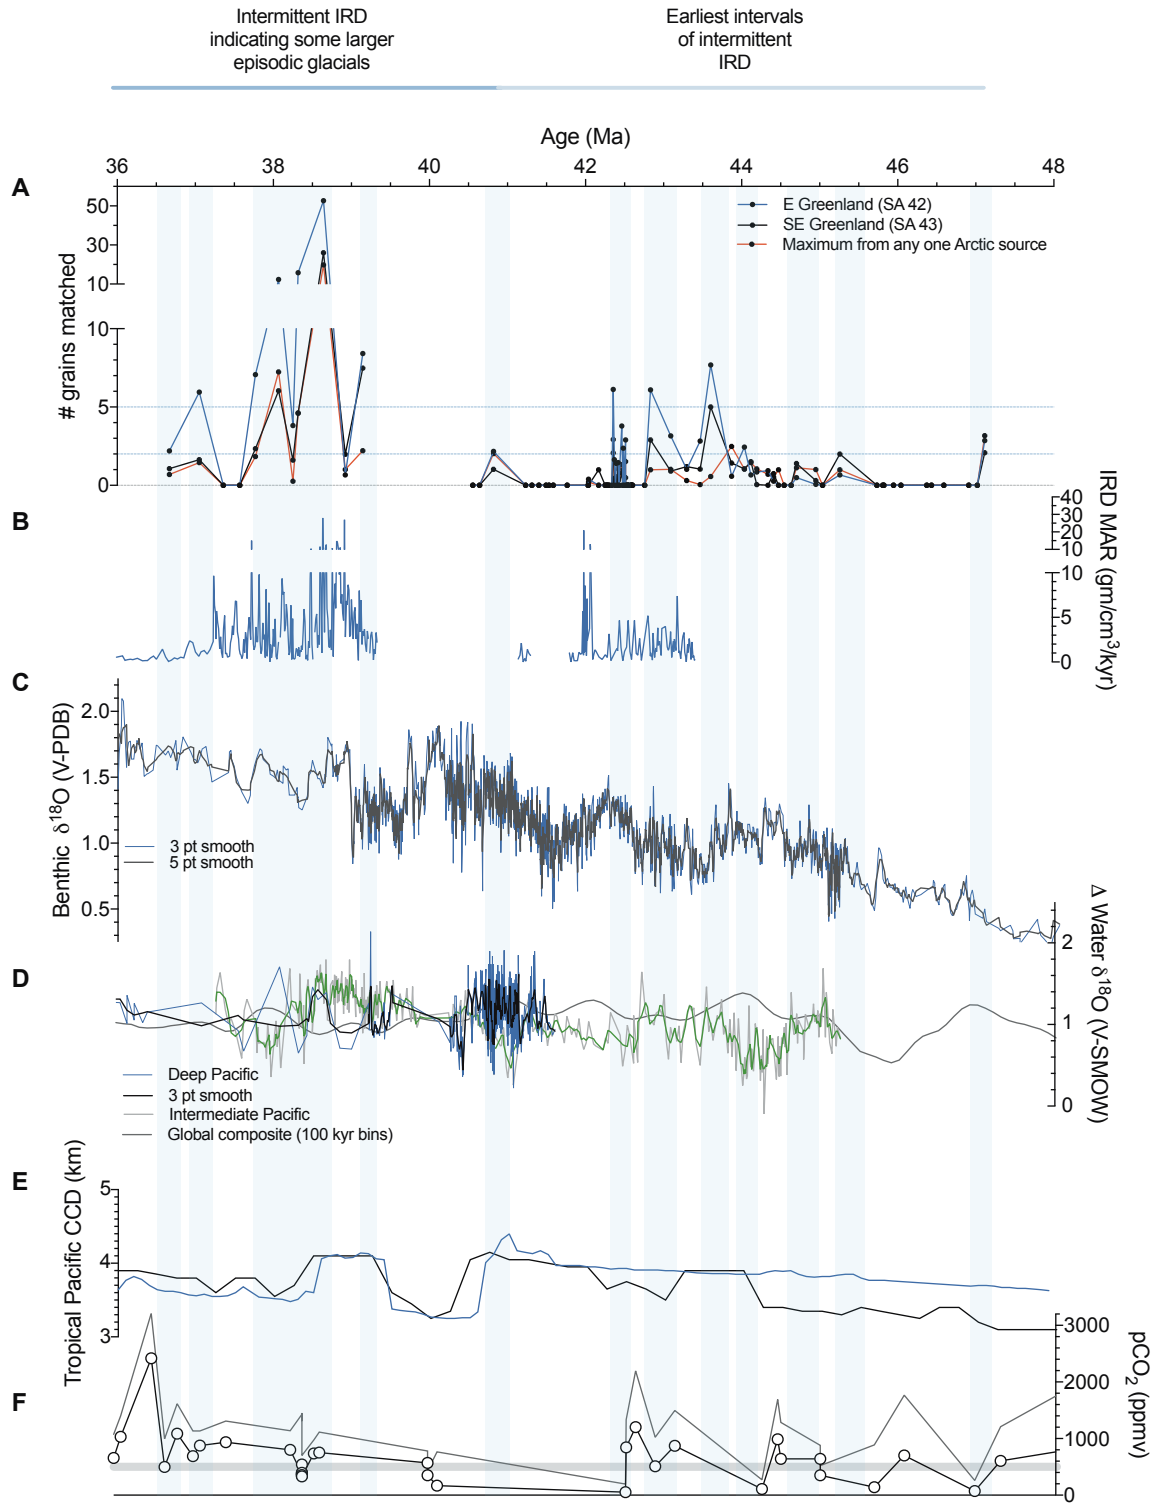 Intermittent IRD
indicating some larger
episodic glacials
Earliest intervals
of intermittent
IRD
Age (Ma)
36 38 40 42 44 46 48
A
# grains matched
50
30
10
10
5
0
E Greenland (SA 42)
SE Greenland (SA 43)
Maximum from any one Arctic source
B
IRD MAR (gm/cm³/kyr)
40
30
20
10
10
5
0
C
Benthic δ¹⁸O (V-PDB)
2.0
1.5
1.0
0.5
3 pt smooth
5 pt smooth
D
Δ Water δ¹⁸O (V-SMOW)
2
1
0
Deep Pacific
3 pt smooth
Intermediate Pacific
Global composite (100 kyr bins)
E
Tropical Pacific CCD (km)
5
4
3
F
pCO₂ (ppmv)
3000
2000
1000
0